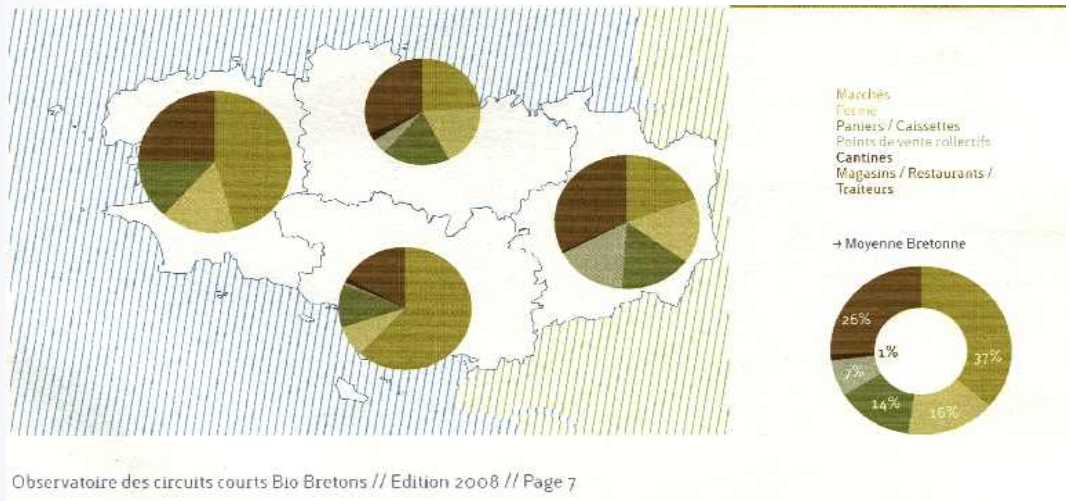 Marchés
Ferme
Paniers / Caissettes
Points de vente collectifs
Cantines
Magasins / Restaurants /
Traiteurs
→ Moyenne Bretonne
26%
37%
1%
7%
14%
16%
Observatoire des circuits courts Bio Bretons // Edition 2008 // Page 7